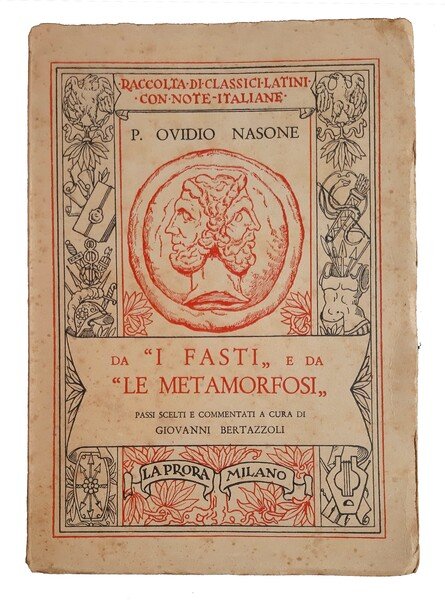 ·RACCOLTA·DI·CLASSICI·LATINI·
·CON·NOTE-ITALIANE·
P. OVIDIO NASONE
DA “I FASTI„ E DA
“LE METAMORFOSI„
PASSI SCELTI E COMMENTATI A CURA DI
GIOVANNI BERTAZZOLI
LA PRORA MILANO